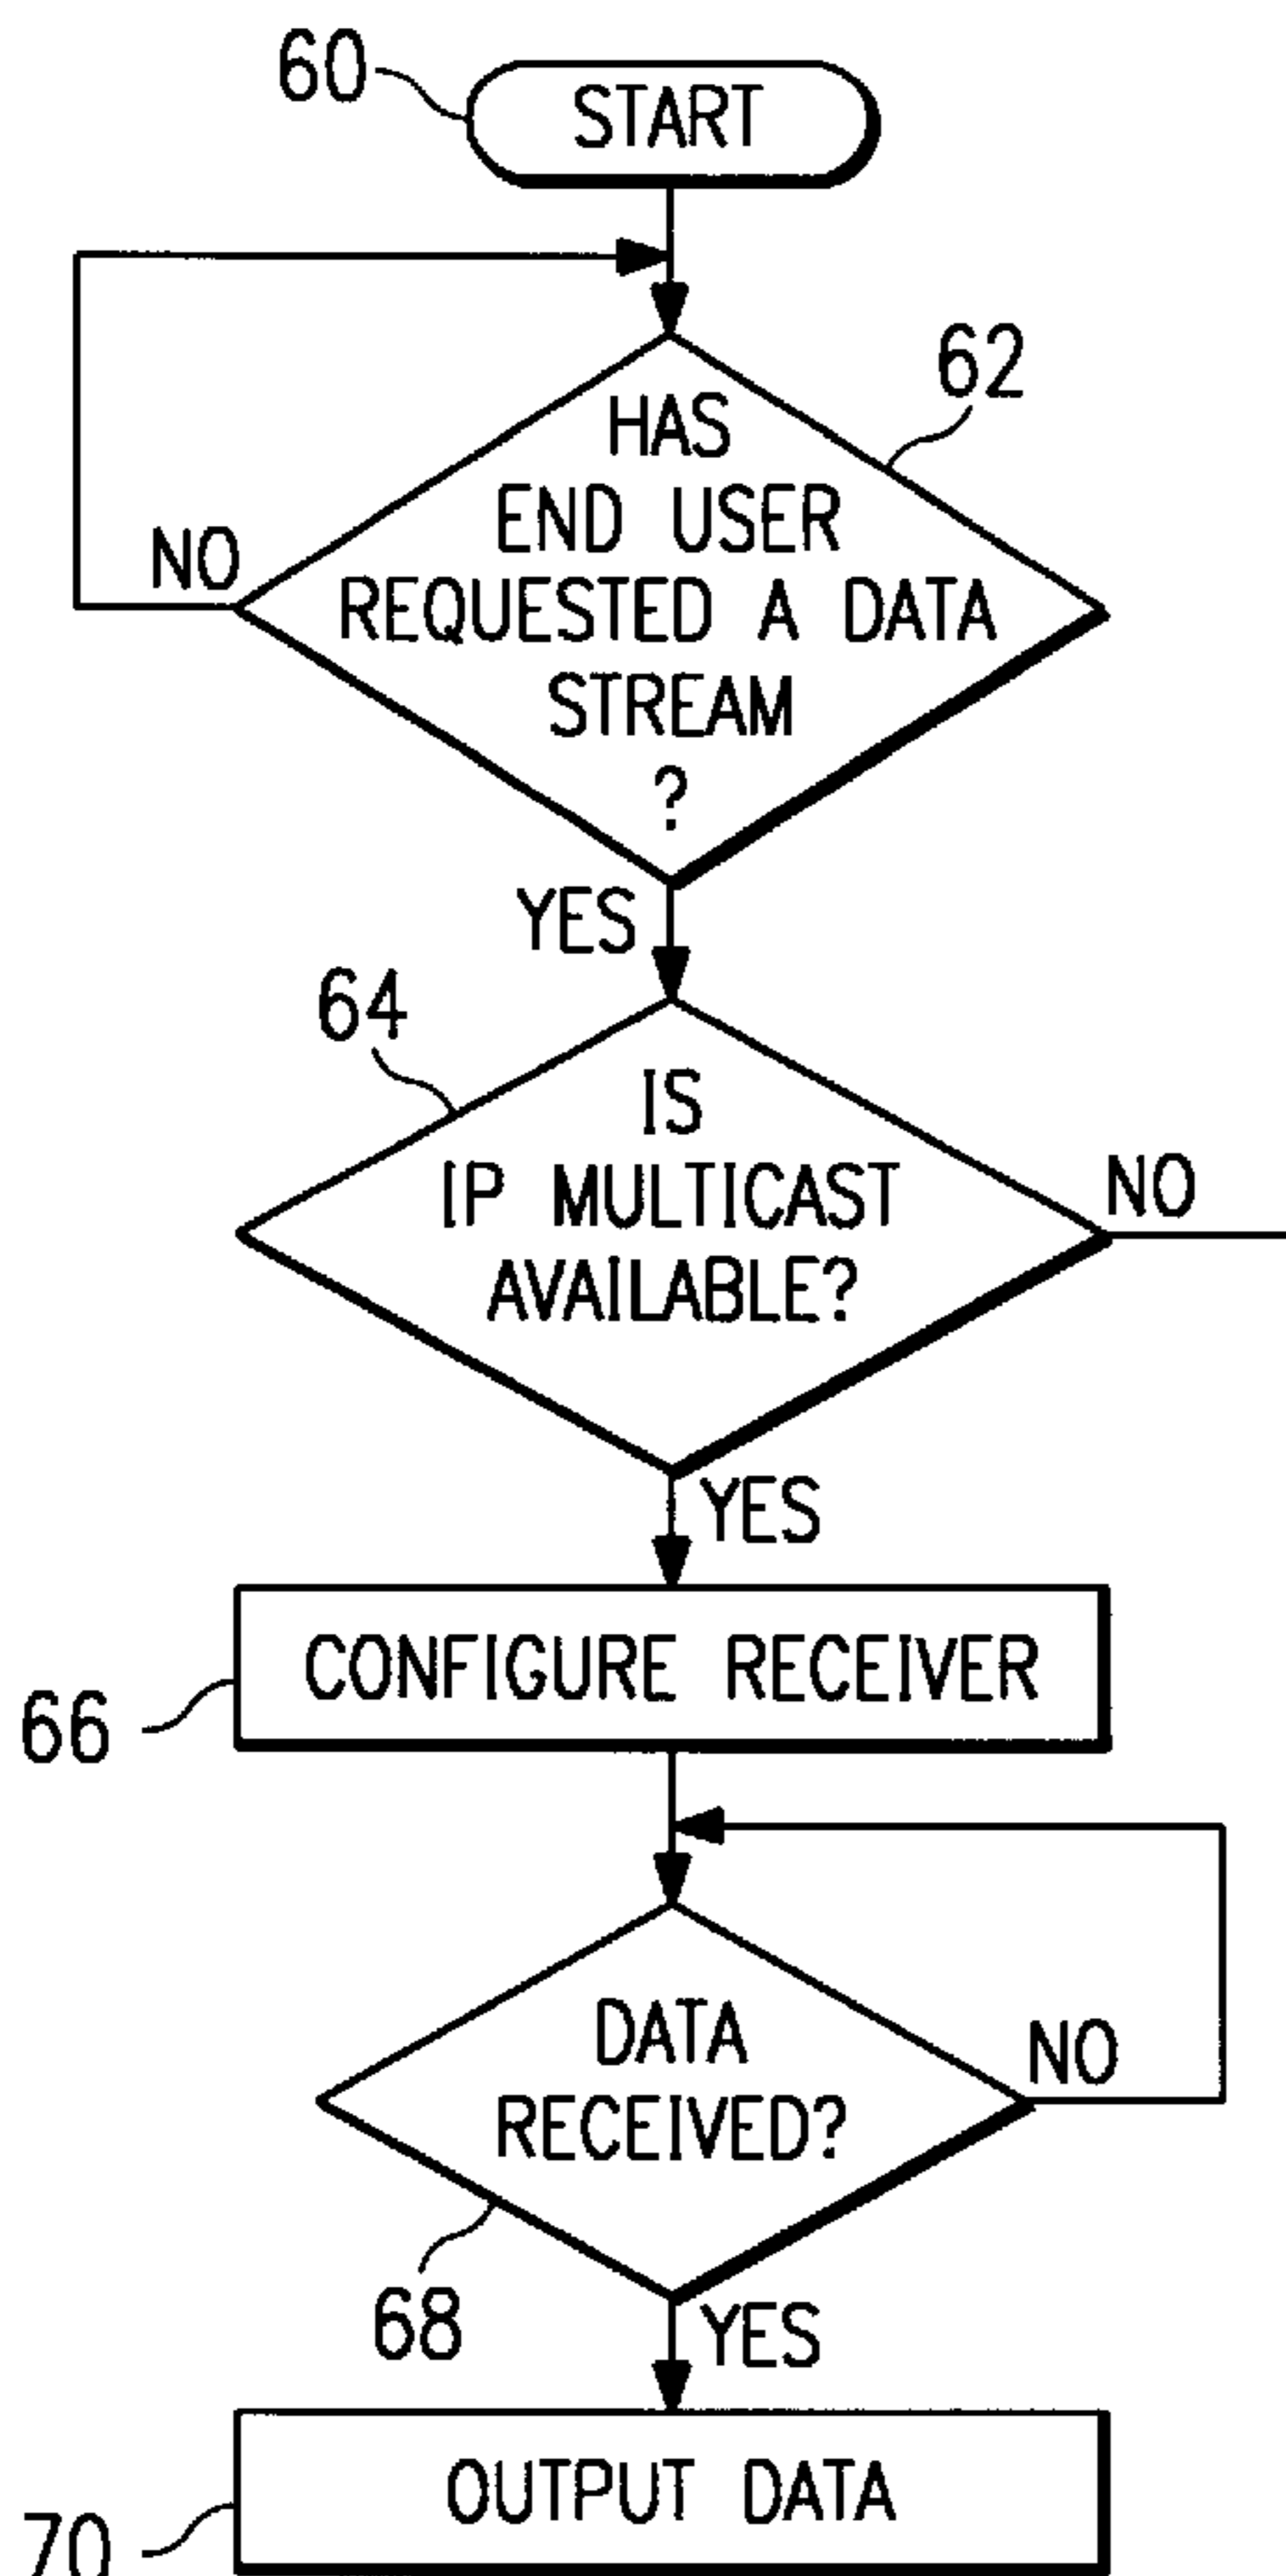 60
START
62
HAS
END USER
REQUESTED A DATA
STREAM
?
NO
YES
64
IS
IP MULTICAST
AVAILABLE?
NO
YES
66
CONFIGURE RECEIVER
DATA
RECEIVED?
NO
68
YES
70
OUTPUT DATA